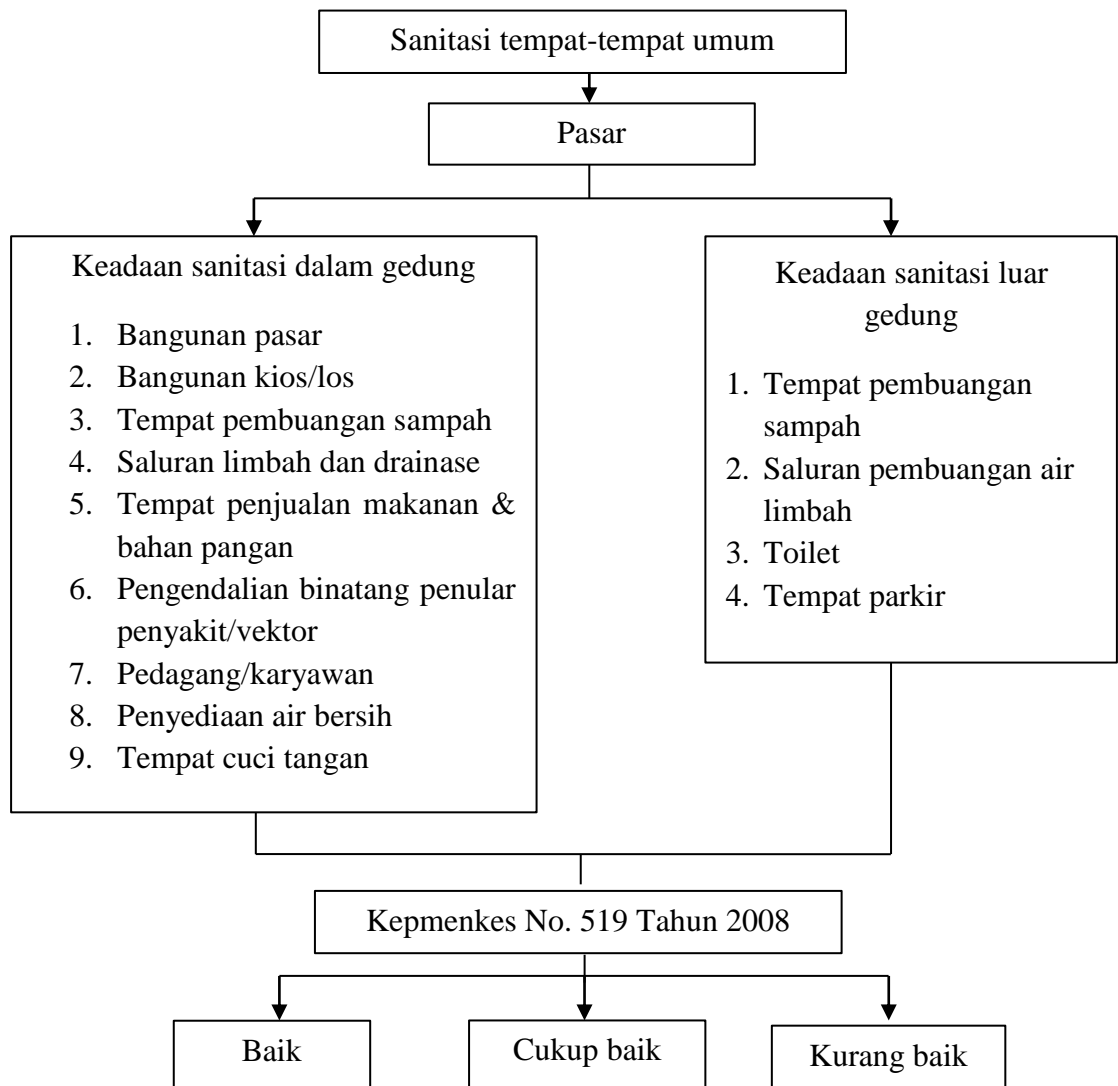 Sanitasi tempat-tempat umum
Pasar
Keadaan sanitasi dalam gedung
1. Bangunan pasar
2. Bangunan kios/los
3. Tempat pembuangan sampah
4. Saluran limbah dan drainase
5. Tempat penjualan makanan &
bahan pangan
6. Pengendalian binatang penular
penyakit/vektor
7. Pedagang/karyawan
8. Penyediaan air bersih
9. Tempat cuci tangan
Keadaan sanitasi luar
gedung
1. Tempat pembuangan
sampah
2. Saluran pembuangan air
limbah
3. Toilet
4. Tempat parkir
Kepmenkes No. 519 Tahun 2008
Baik
Cukup baik
Kurang baik